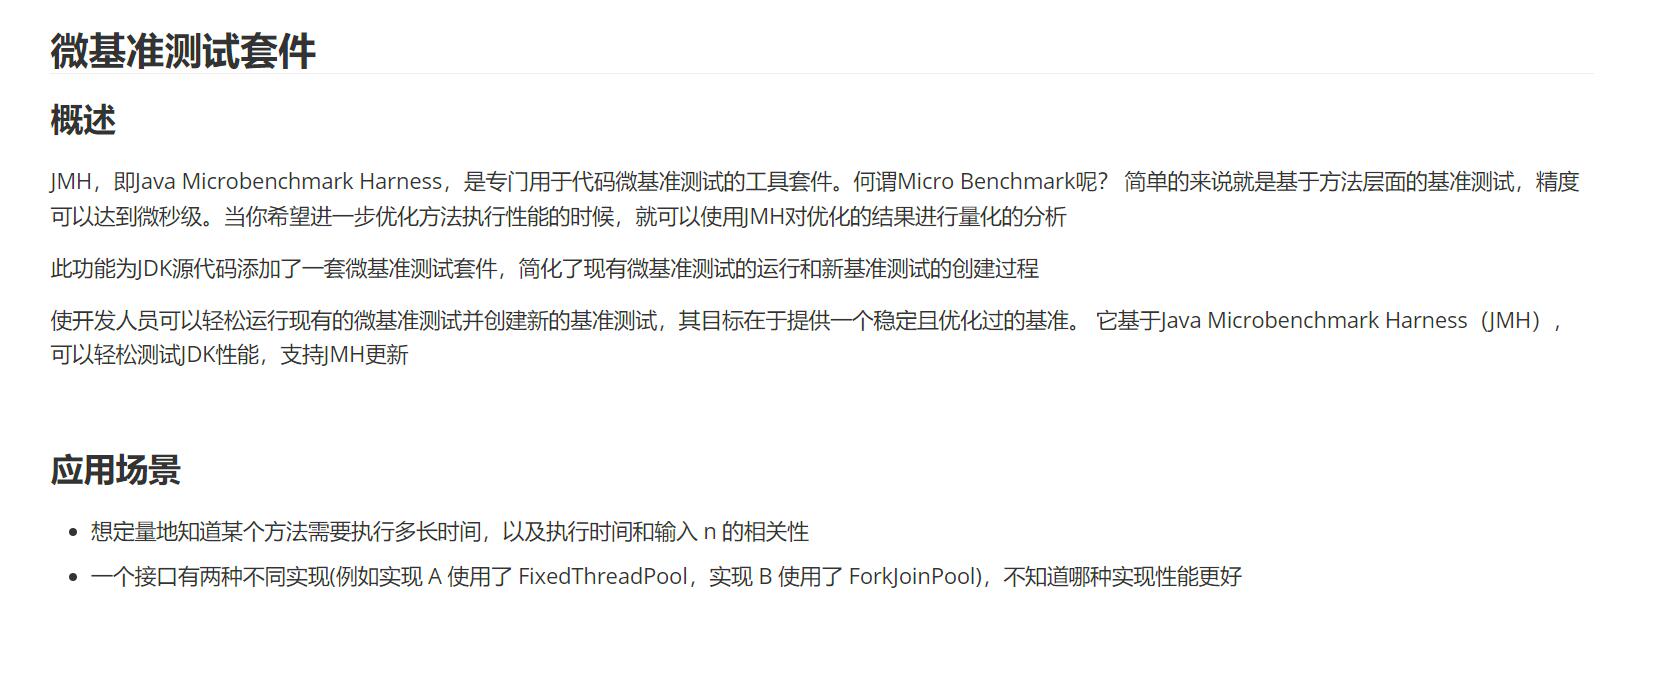 微基准测试套件
概述
JMH，即Java Microbenchmark Harness，是专门用于代码微基准测试的工具套件。何谓Micro Benchmark呢？ 简单的来说就是基于方法层面的基准测试，精度
可以达到微秒级。当你希望进一步优化方法执行性能的时候，就可以使用JMH对优化的结果进行量化的分析
此功能为JDK源代码添加了一套微基准测试套件，简化了现有微基准测试的运行和新基准测试的创建过程
使开发人员可以轻松运行现有的微基准测试并创建新的基准测试，其目标在于提供一个稳定且优化过的基准。 它基于Java Microbenchmark Harness（JMH），
可以轻松测试JDK性能，支持JMH更新
应用场景
• 想定量地知道某个方法需要执行多长时间，以及执行时间和输入 n 的相关性
• 一个接口有两种不同实现(例如实现 A 使用了 FixedThreadPool，实现 B 使用了 ForkJoinPool)，不知道哪种实现性能更好